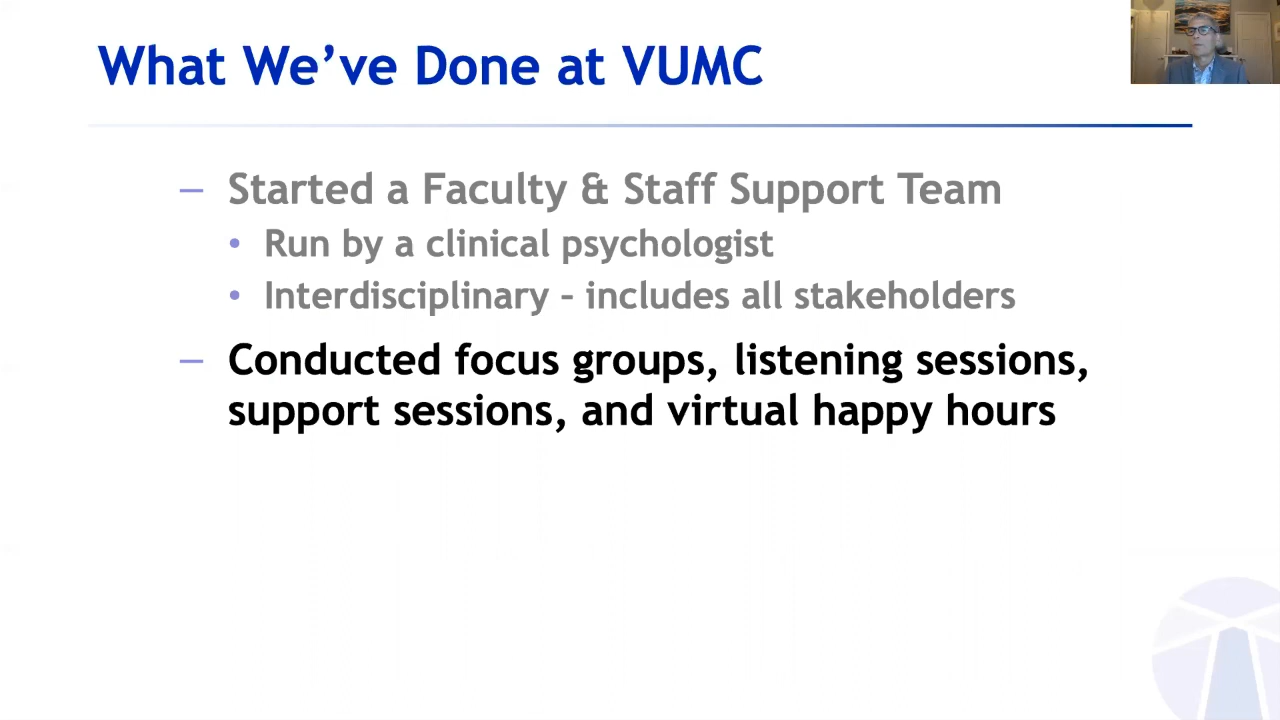 What We’ve Done at VUMC
– Started a Faculty & Staff Support Team
• Run by a clinical psychologist
• Interdisciplinary – includes all stakeholders
– Conducted focus groups, listening sessions,
support sessions, and virtual happy hours